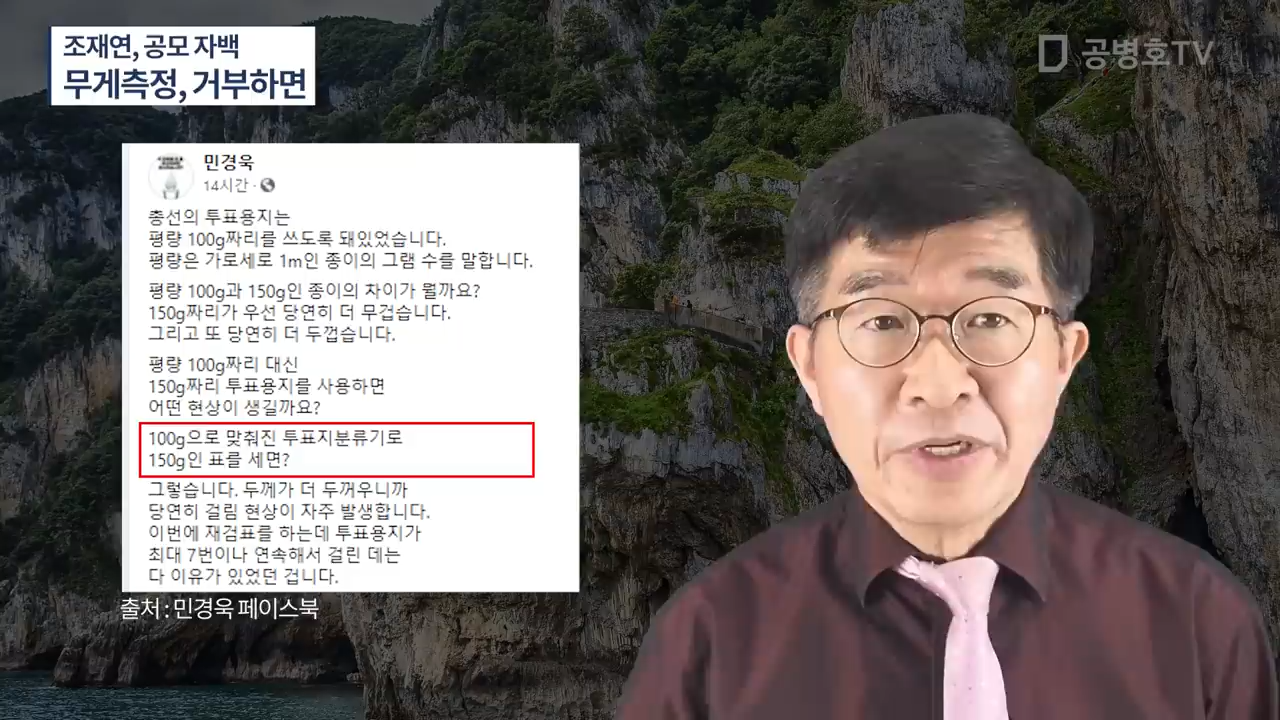 조재연, 공모 자백
무게측정, 거부하면
공병호TV
민경욱
14시간 ·
총선의 투표용지는
평량 100g짜리를 쓰도록 돼있었습니다.
평량은 가로세로 1m인 종이의 그램 수를 말합니다.
평량 100g과 150g인 종이의 차이가 뭘까요?
150g짜리가 우선 당연히 더 무겁습니다.
그리고 또 당연히 더 두껍습니다.
평량 100g짜리 대신
150g짜리 투표용지를 사용하면
어떤 현상이 생길까요?
100g으로 맞춰진 투표지분류기로
150g인 표를 세면?
그렇습니다. 두께가 더 두꺼우니까
당연히 걸림 현상이 자주 발생합니다.
이번에 재검표를 하는데 투표용지가
최대 7번이나 연속해서 걸린 데는
다 이유가 있었던 겁니다.
출처 : 민경욱 페이스북